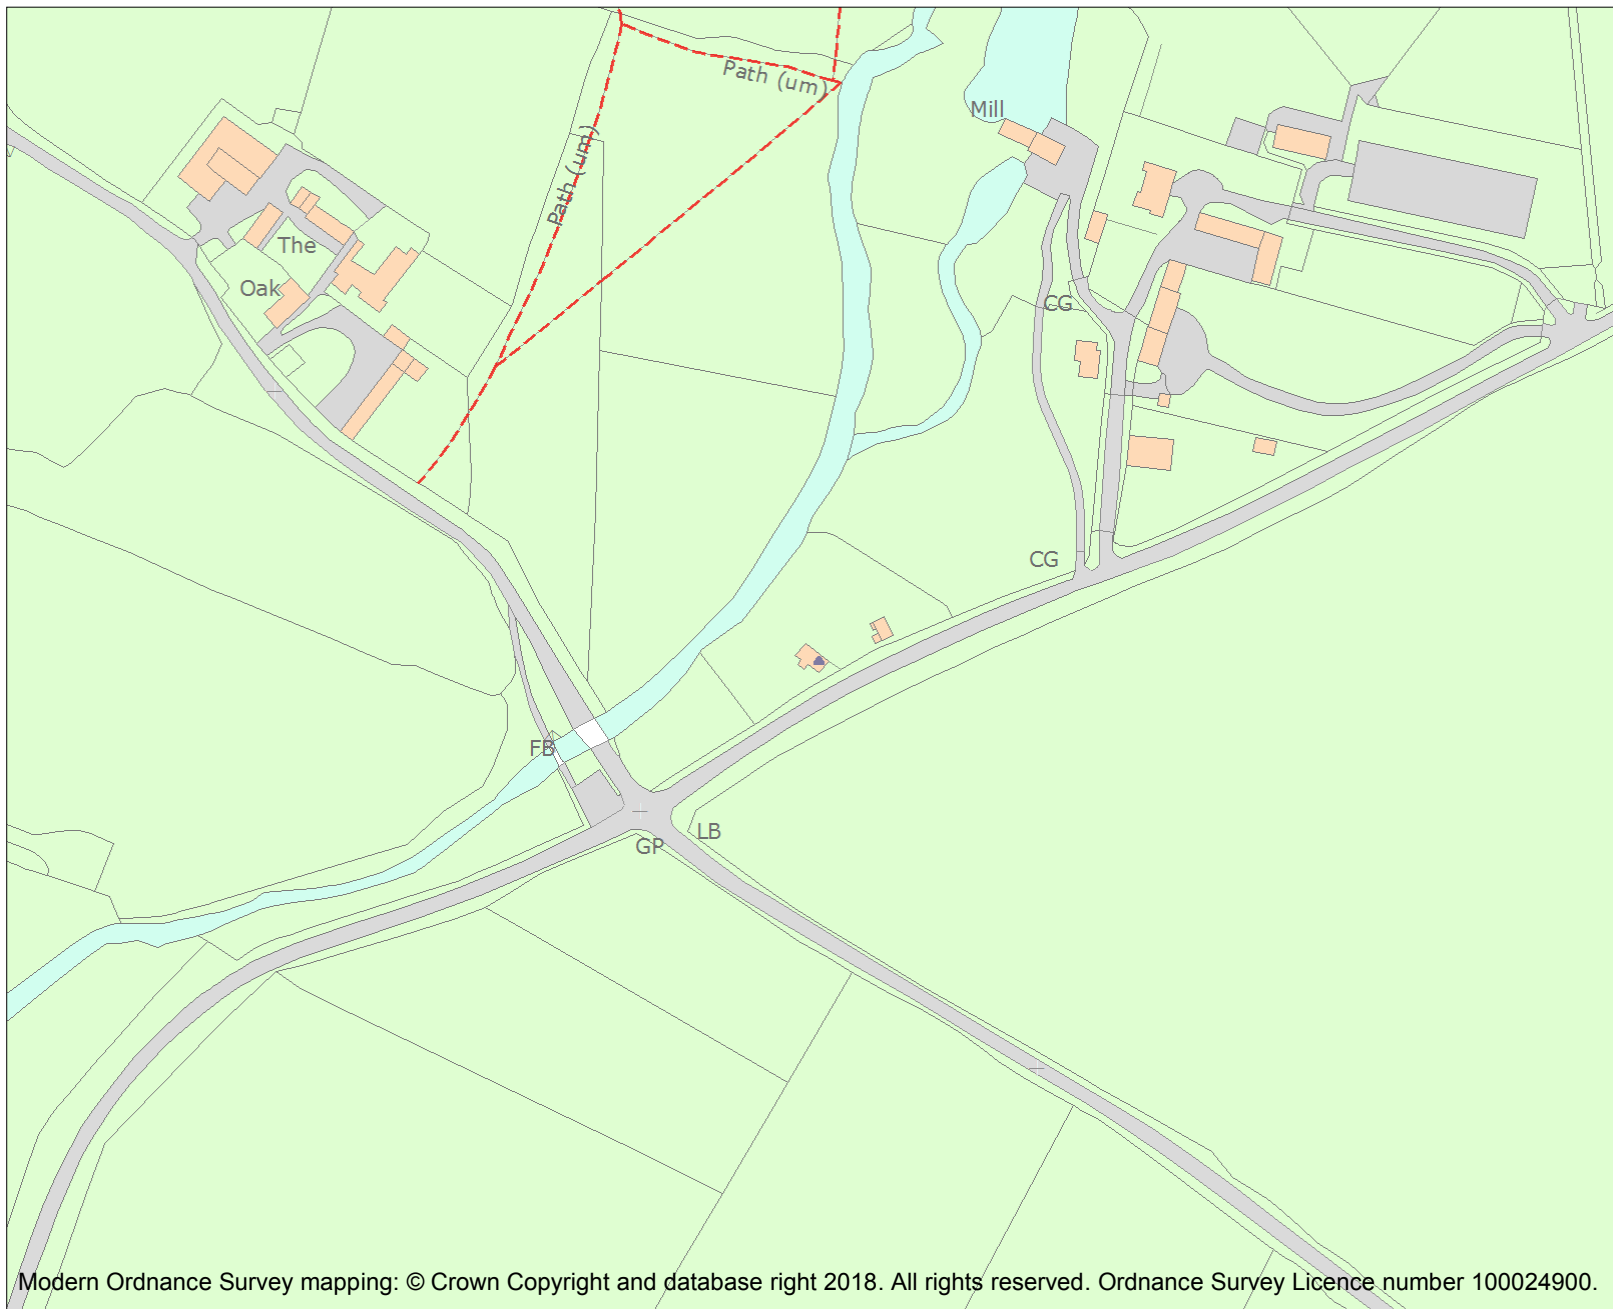 Path (um)
Mill
Path (um)
The
Oak
CG
CG
FB
LB
GP
Modern Ordnance Survey mapping: © Crown Copyright and database right 2018. All rights reserved. Ordnance Survey Licence number 100024900.